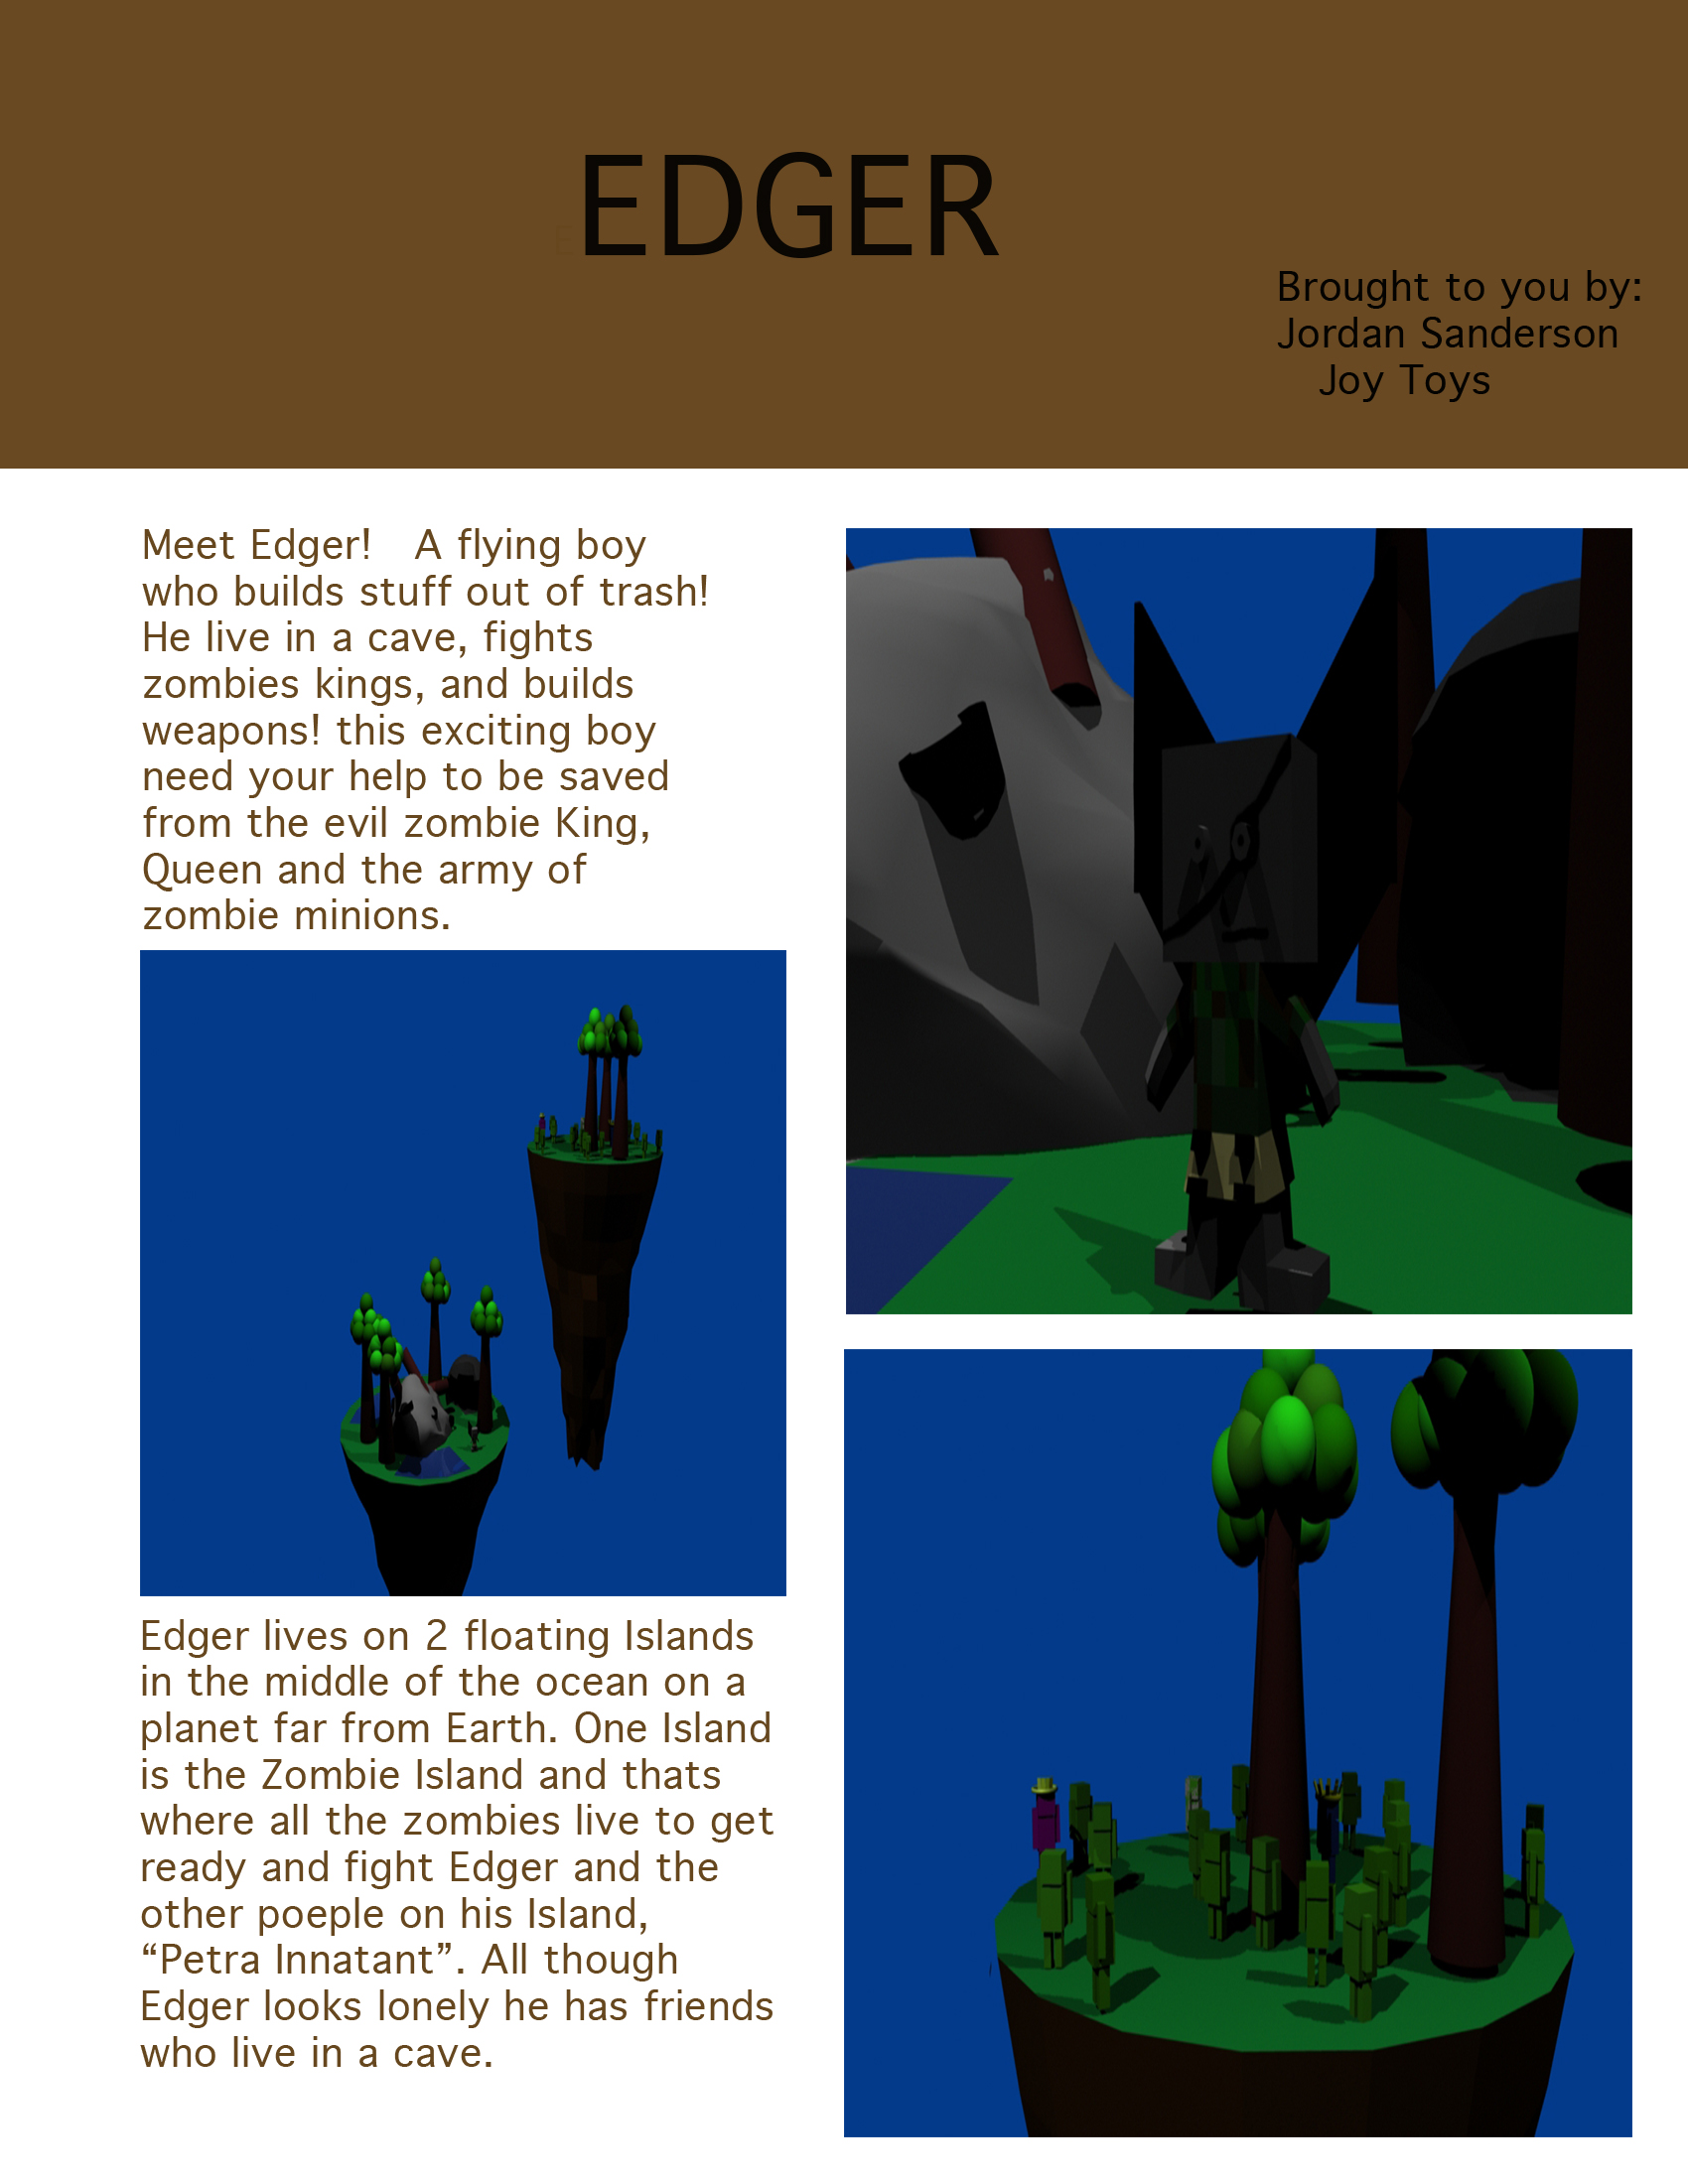 EDGER
Brought to you by:
Jordan Sanderson
Joy Toys
Meet Edger!   A flying boy
who builds stuff out of trash!
He live in a cave, fights
zombies kings, and builds
weapons! this exciting boy
need your help to be saved
from the evil zombie King,
Queen and the army of
zombie minions.
Edger lives on 2 floating Islands
in the middle of the ocean on a
planet far from Earth. One Island
is the Zombie Island and thats
where all the zombies live to get
ready and fight Edger and the
other poeple on his Island,
“Petra Innatant”. All though
Edger looks lonely he has friends
who live in a cave.